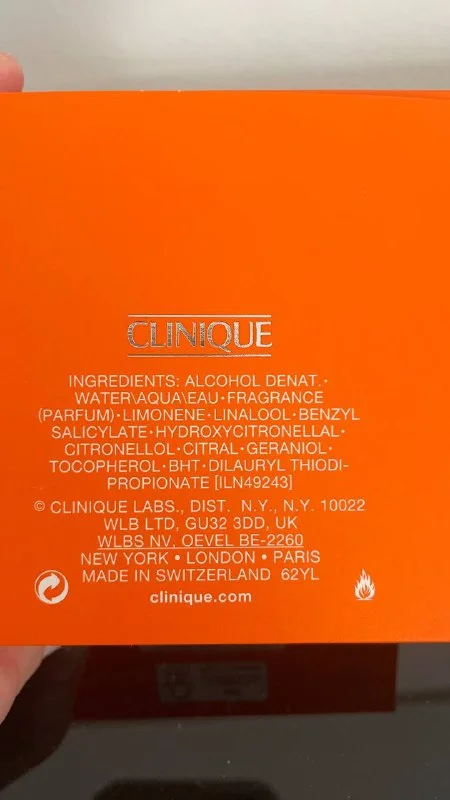 CLINIQUE
INGREDIENTS: ALCOHOL DENAT.•
WATER\AQUA\EAU•FRAGRANCE
(PARFUM)•LIMONENE•LINALOOL•BENZYL
SALICYLATE•HYDROXYCITRONELLAL•
CITRONELLOL•CITRAL•GERANIOL•
TOCOPHEROL•BHT•DILAURYL THIODI-
PROPIONATE [ILN49243]
© CLINIQUE LABS., DIST. N.Y., N.Y. 10022
WLB LTD, GU32 3DD, UK
WLBS NV. OEVEL BE-2260
NEW YORK • LONDON • PARIS
MADE IN SWITZERLAND 62YL
clinique.com